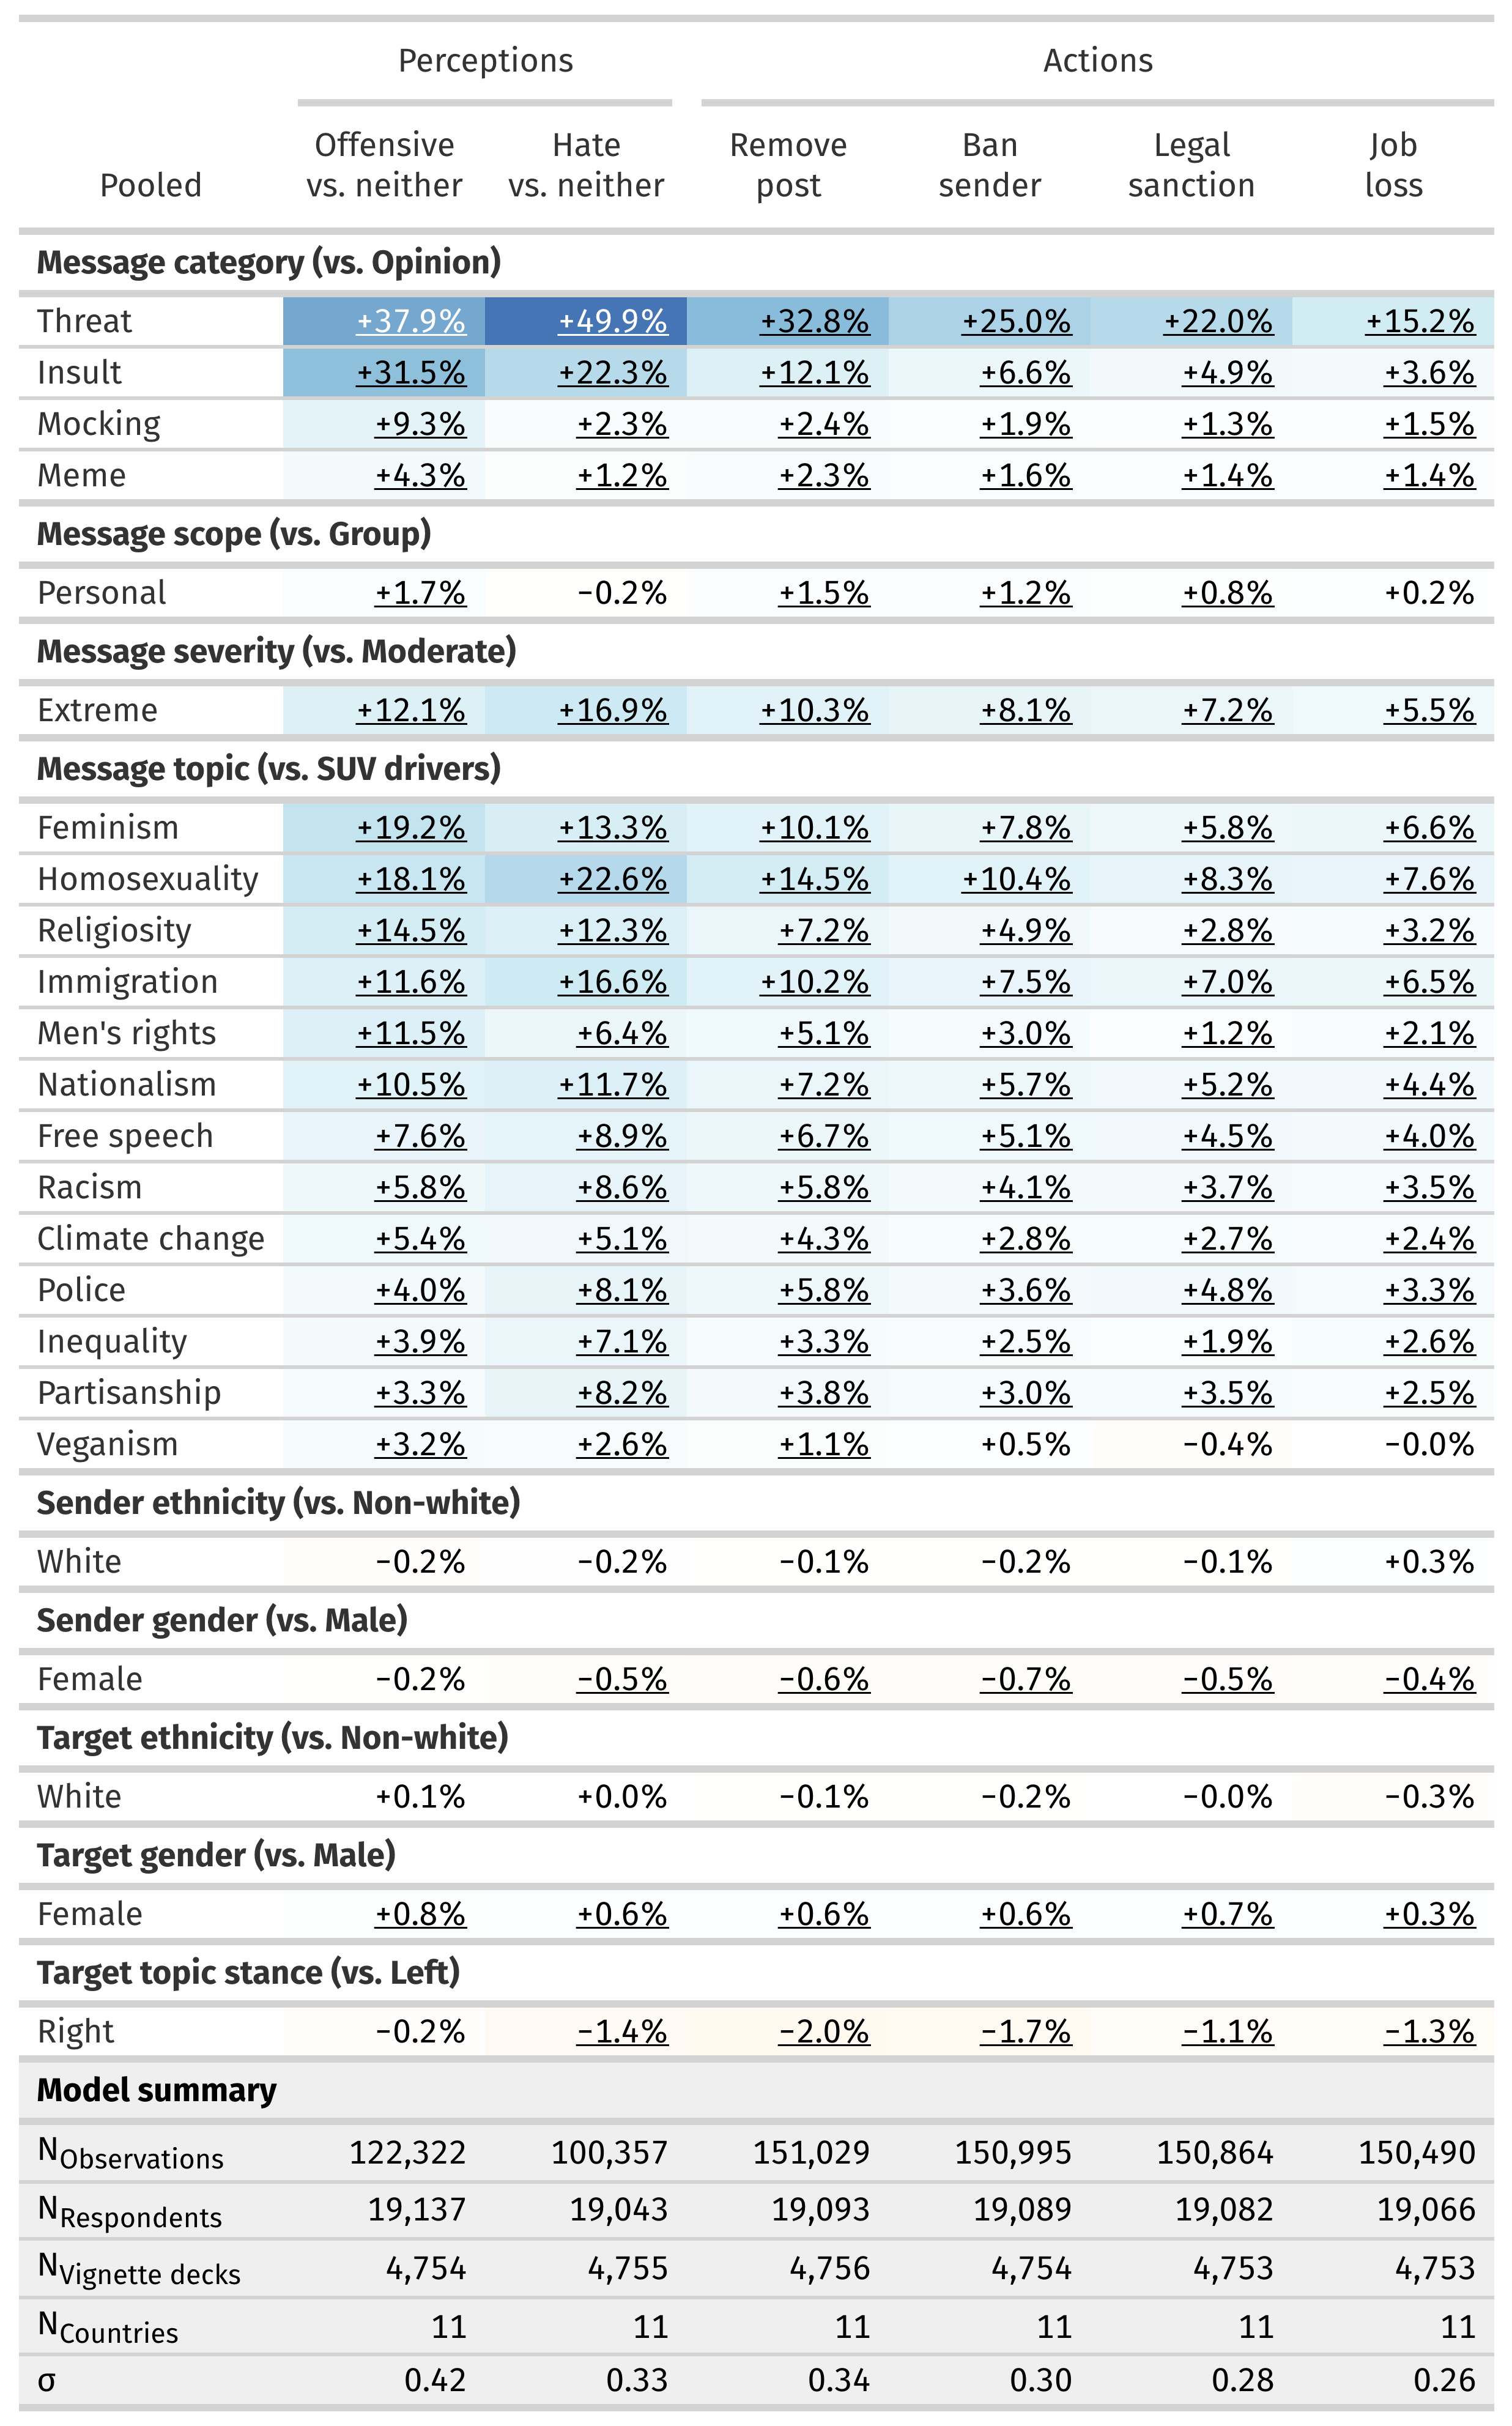 Perceptions Actions
Offensive Hate Remove Ban Legal Job
Pooled vs. neither vs. neither post sender sanction loss
Message category (vs. Opinion)
Threat +37.9% +49.9% +32.8% +25.0% +22.0% +15.2%
Insult +31.5% +22.3% +12.1% +6.6% +4.9% +3.6%
Mocking +9.3% +2.3% +2.4% +1.9% +1.3% +1.5%
Meme +4.3% +1.2% +2.3% +1.6% +1.4% +1.4%
Message scope (vs. Group)
Personal +1.7% −0.2% +1.5% +1.2% +0.8% +0.2%
Message severity (vs. Moderate)
Extreme +12.1% +16.9% +10.3% +8.1% +7.2% +5.5%
Message topic (vs. SUV drivers)
Feminism +19.2% +13.3% +10.1% +7.8% +5.8% +6.6%
Homosexuality +18.1% +22.6% +14.5% +10.4% +8.3% +7.6%
Religiosity +14.5% +12.3% +7.2% +4.9% +2.8% +3.2%
Immigration +11.6% +16.6% +10.2% +7.5% +7.0% +6.5%
Men's rights +11.5% +6.4% +5.1% +3.0% +1.2% +2.1%
Nationalism +10.5% +11.7% +7.2% +5.7% +5.2% +4.4%
Free speech +7.6% +8.9% +6.7% +5.1% +4.5% +4.0%
Racism +5.8% +8.6% +5.8% +4.1% +3.7% +3.5%
Climate change +5.4% +5.1% +4.3% +2.8% +2.7% +2.4%
Police +4.0% +8.1% +5.8% +3.6% +4.8% +3.3%
Inequality +3.9% +7.1% +3.3% +2.5% +1.9% +2.6%
Partisanship +3.3% +8.2% +3.8% +3.0% +3.5% +2.5%
Veganism +3.2% +2.6% +1.1% +0.5% −0.4% −0.0%
Sender ethnicity (vs. Non-white)
White −0.2% −0.2% −0.1% −0.2% −0.1% +0.3%
Sender gender (vs. Male)
Female −0.2% −0.5% −0.6% −0.7% −0.5% −0.4%
Target ethnicity (vs. Non-white)
White +0.1% +0.0% −0.1% −0.2% −0.0% −0.3%
Target gender (vs. Male)
Female +0.8% +0.6% +0.6% +0.6% +0.7% +0.3%
Target topic stance (vs. Left)
Right −0.2% −1.4% −2.0% −1.7% −1.1% −1.3%
Model summary
NObservations 122,322 100,357 151,029 150,995 150,864 150,490
NRespondents 19,137 19,043 19,093 19,089 19,082 19,066
NVignette decks 4,754 4,755 4,756 4,754 4,753 4,753
NCountries 11 11 11 11 11 11
σ 0.42 0.33 0.34 0.30 0.28 0.26